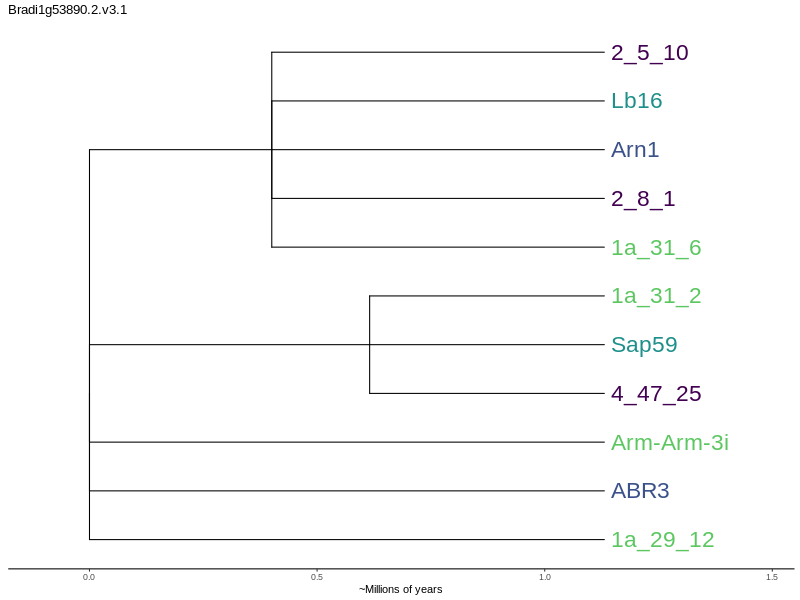 Bradi1g53890.2.v3.1
2_5_10
Lb16
Arn1
2_8_1
1a_31_6
1a_31_2
Sap59
4_47_25
Arm-Arm-3i
ABR3
1a_29_12
0.0 0.5 1.0 1.5
~Millions of years